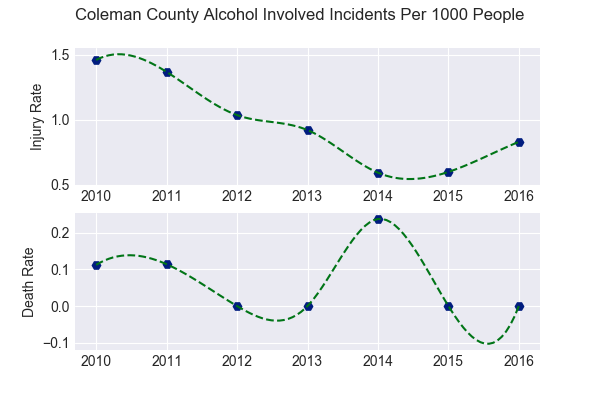 Coleman County Alcohol Involved Incidents Per 1000 People
1.5
1.0
0.5
Injury Rate
2010 2011 2012 2013 2014 2015 2016
0.2
0.1
0.0
−0.1
Death Rate
2010 2011 2012 2013 2014 2015 2016